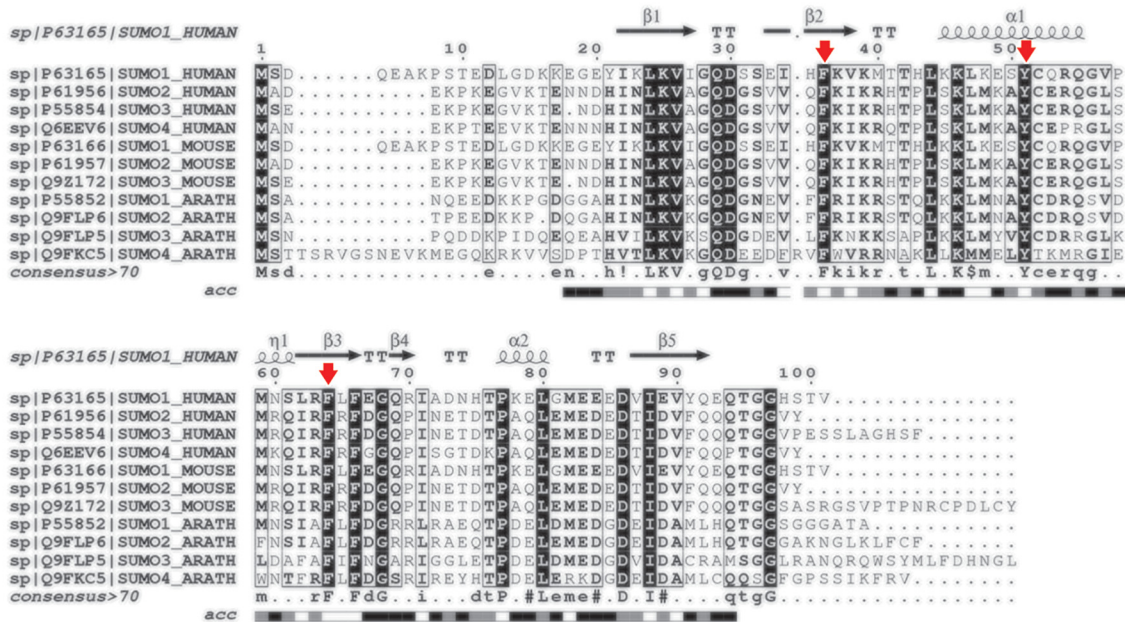 β1 TT β2 TT α1
sp|P63165|SUMO1_HUMAN
1 10 20 30 40 50
sp|P63165|SUMO1_HUMAN MSD......QEAKPSTEDLGDKKEGEYIKLKVIGQDSSEI.HFKVKMTTHLKKLKESYCQRQGVP
sp|P61956|SUMO2_HUMAN MAD..........EKPKEGVKTENNDHINLKVAGQDGSVV.QFKIKRHTPLSKLMKAYCERQGLS
sp|P55854|SUMO3_HUMAN MSE..........EKPKEGVKTE.NDHINLKVAGQDGSVV.QFKIKRHTPLSKLMKAYCERQGLS
sp|Q6EEV6|SUMO4_HUMAN MAN..........EKPTEEVKTENNNHINLKVAGQDGSVV.QFKIKRQTPLSKLMKAYCEPRGLS
sp|P63166|SUMO1_MOUSE MSD......QEAKPSTEDLGDKKEGEYIKLKVIGQDSSEI.HFKVKMTTHLKKLKESYCQRQGVP
sp|P61957|SUMO2_MOUSE MAD..........EKPKEGVKTENNDHINLKVAGQDGSVV.QFKIKRHTPLSKLMKAYCERQGLS
sp|Q9Z172|SUMO3_MOUSE MSE..........EKPKEGVKTE.NDHINLKVAGQDGSVV.QFKIKRHTPLSKLMKAYCERQGLS
sp|P55852|SUMO1_ARATH MSA..........NQEEDKKPGDQGAHINLKVKGQDGNEV.FFRIKRSTQLKKLMNAYCDRQSVD
sp|Q9FLP6|SUMO2_ARATH MSA..........TPEEDKKP.DQGAHINLKVKGQDGNEV.FFRIKRSTQLKKLMNAYCDRQSVD
sp|Q9FLP5|SUMO3_ARATH MSN..........PQDDKPIDQEQEAHVILKVKGQDGDEV.LFKNKKSAPLKKLMYVYCDRRGLK
sp|Q9FKC5|SUMO4_ARATH MSTTSRVGSNEVKMEGQKRKVVSDPTHVTLKVKGQDEEDFRVFWVRRNAKLLKMMELYTKMRGIE
consensus>70 Msd..............e....en..h!.LKV.gQDg..v..Fkikr.t.L.K$m..Ycerqg..
acc
η1 β3 β4 α2 β5
sp|P63165|SUMO1_HUMAN TT TT TT
60 70 80 90 100
sp|P63165|SUMO1_HUMAN MNSLRFLFEGQRIADNHTPKELGMEEEDVIEVYQEQTGGHSTV..............
sp|P61956|SUMO2_HUMAN MRQIRFRFDGQPINETDTPAQLEMEDEDTIDVFQQQTGGVY................
sp|P55854|SUMO3_HUMAN MRQIRFRFDGQPINETDTPAQLEMEDEDTIDVFQQQTGGVPESSLAGHSF.......
sp|Q6EEV6|SUMO4_HUMAN MKQIRFRFGGQPISGTDKPAQLEMEDEDTIDVFQQQTGGVY................
sp|P63166|SUMO1_MOUSE MNSLRFLFEGQRIADNHTPKELGMEEEDVIEVYQEQTGGHSTV..............
sp|P61957|SUMO2_MOUSE MRQIRFRFDGQPINETDTPAQLEMEDEDTIDVFQQQTGGVY................
sp|Q9Z172|SUMO3_MOUSE MRQIRFRFDGQPINETDTPAQLEMEDEDTIDVFQQQTGGSASRGSVPTPNRCPDLCY
sp|P55852|SUMO1_ARATH MNSIAFLFDGRRLRAEQTPDELDMEDGDEIDAMLHQTGGSGGGATA...........
sp|Q9FLP6|SUMO2_ARATH FNSIAFLFDGRRLRAEQTPDELEMEDGDEIDAMLHQTGGGAKNGLKLFCF.......
sp|Q9FLP5|SUMO3_ARATH LDAFAFIFNGARIGGLETPDELDMEDGDEIDACRAMSGGLRANQRQWSYMLFDHNGL
sp|Q9FKC5|SUMO4_ARATH WNTFRFLFDGSRIREYHTPDELERKDGDEIDAMLCQQSGFGPSSIKFRV........
consensus>70 m...rF.FdG..i...dtP.#Leme#.D.I#.....qtgG..................
acc